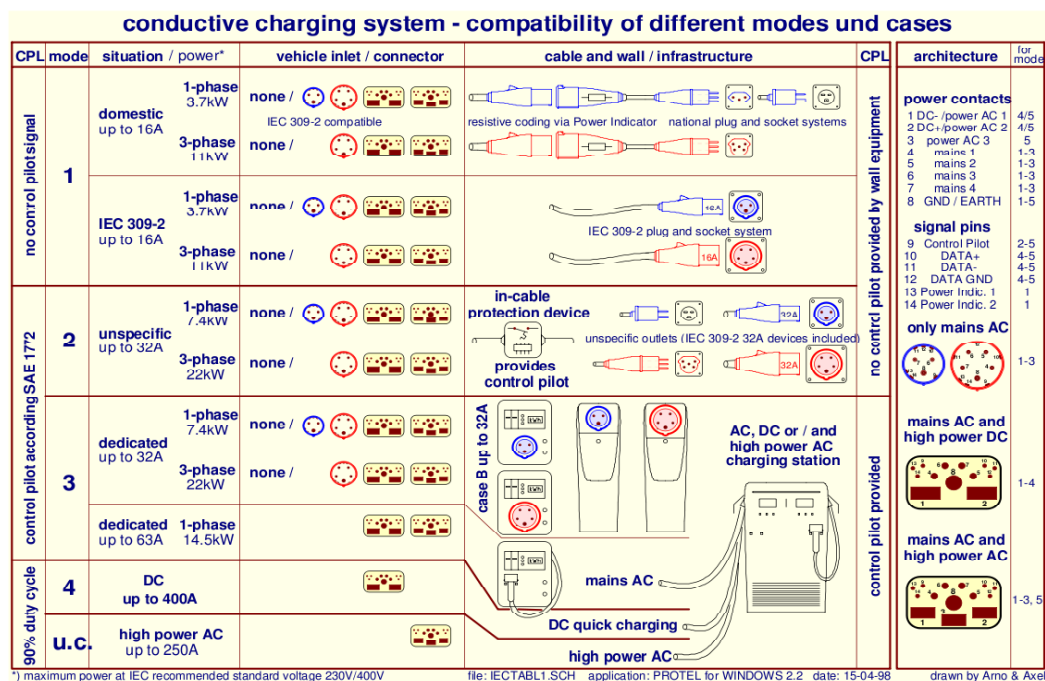 conductive charging system - compatibility of different modes und cases
CPL mode situation / power* vehicle inlet / connector cable and wall / infrastructure CPL architecture for mode
no control pilot signal
1
domestic
up to 16A
1-phase
3.7kW
none /
IEC 309-2 compatible
resistive coding via Power Indicator national plug and socket systems
3-phase
11kW
none /
IEC 309-2
up to 16A
1-phase
3.7kW
none /
16A
IEC 309-2 plug and socket system
3-phase
11kW
none /
16A
no control pilot provided by wall equipment
control pilot according SAE 1772
2
unspecific
up to 32A
1-phase
7.4kW
none /
3-phase
22kW
none /
in-cable
protection device
provides
control pilot
32A
unspecific outlets (IEC 309-2 32A devices included)
32A
3
dedicated
up to 32A
1-phase
7.4kW
none /
3-phase
22kW
none /
dedicated 1-phase
up to 63A 14.5kW
case B up to 32A
AC, DC or / and
high power AC
charging station
control pilot provided
90% duty cycle
4
DC
up to 400A
u.c.
high power AC
up to 250A
mains AC
DC quick charging
high power AC
power contacts
1 DC- /power AC 1 4/5
2 DC+/power AC 2 4/5
3 power AC 3 5
4 mains 1 1-3
5 mains 2 1-3
6 mains 3 1-3
7 mains 4 1-3
8 GND / EARTH 1-5
signal pins
9 Control Pilot 2-5
10 DATA+ 4-5
11 DATA- 4-5
12 DATA GND 4-5
13 Power Indic. 1 1
14 Power Indic. 2 1
only mains AC
1-3
mains AC and
high power DC
8
1 2
1-4
mains AC and
high power AC
8
1 2
1-3, 5
*) maximum power at IEC recommended standard voltage 230V/400V file: IECTABL1.SCH application: PROTEL for WINDOWS 2.2 date: 15-04-98 drawn by Arno & Axel